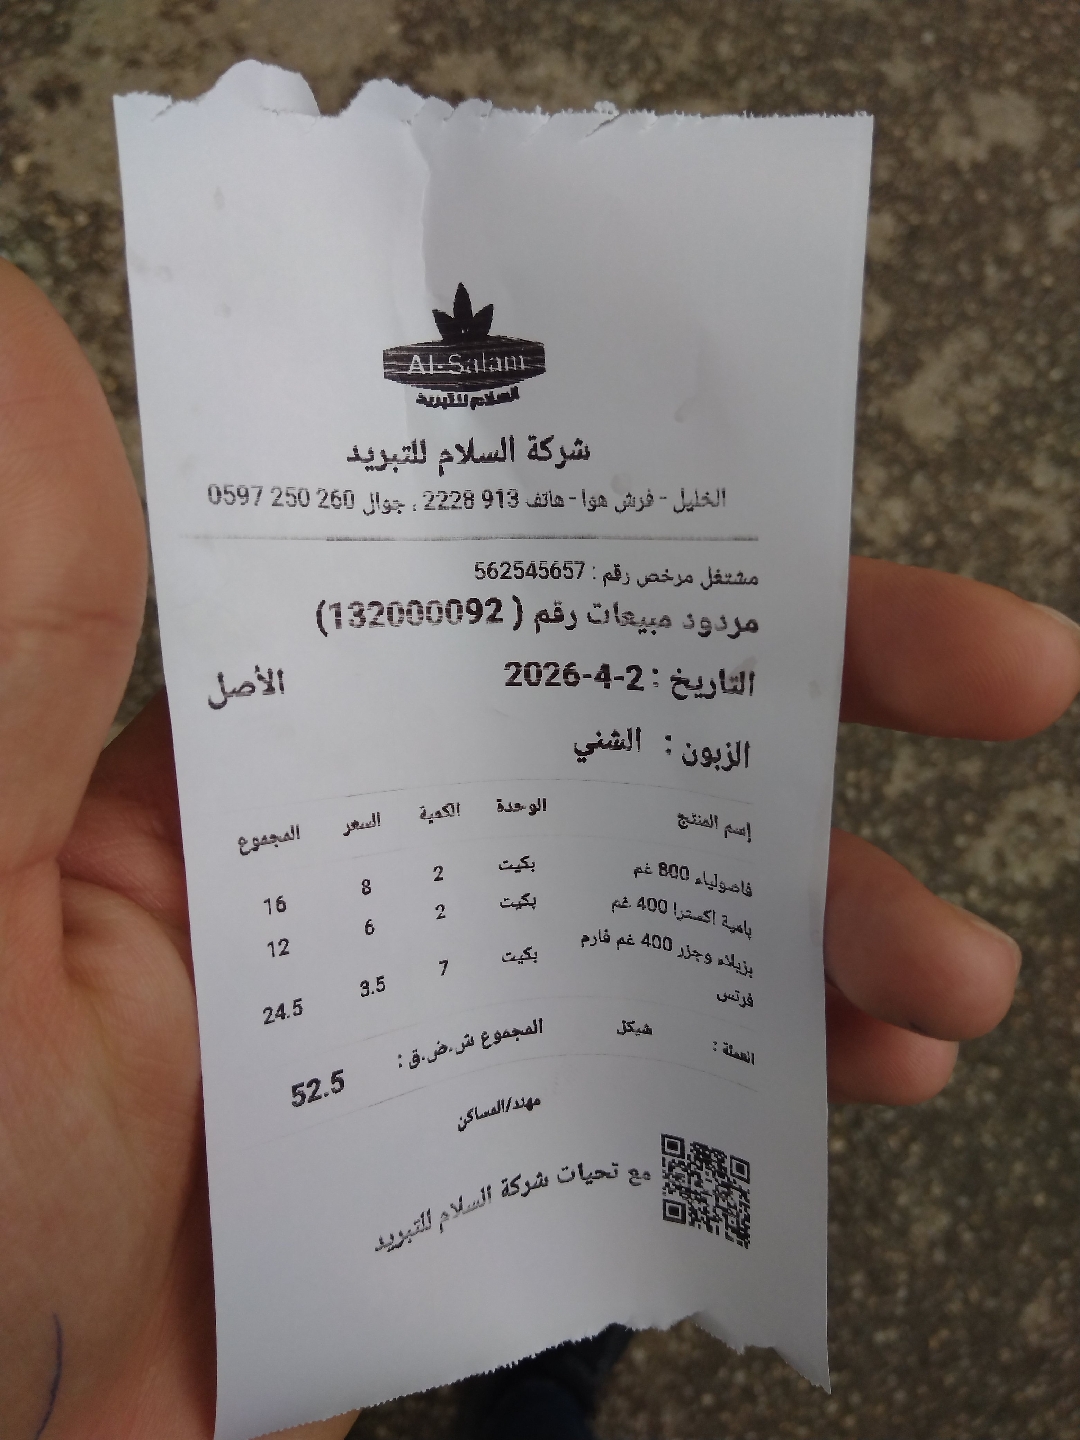 Al-Salam
السلام للتبريد
شركة السلام للتبريد
الخليل - فرش هوا - هاتف 913 2228 ، جوال 260 250 0597
مشتغل مرخص رقم : 562545657
مردود مبيعات رقم ( 132000092)
التاريخ : 2-4-2026 الأصل
الزبون : الشني
إسم المنتج الوحدة الكمية السعر المجموع
فاصولياء 800 غم بكيت 2 8 16
بامية اكسترا 400 غم بكيت 2 6 12
بزيلاء وجزر 400 غم فارم بكيت 7 3.5 24.5
فرتس
العملة : شيكل المجموع ش.ض.ق : 52.5
مهند/المساكن
مع تحيات شركة السلام للتبريد